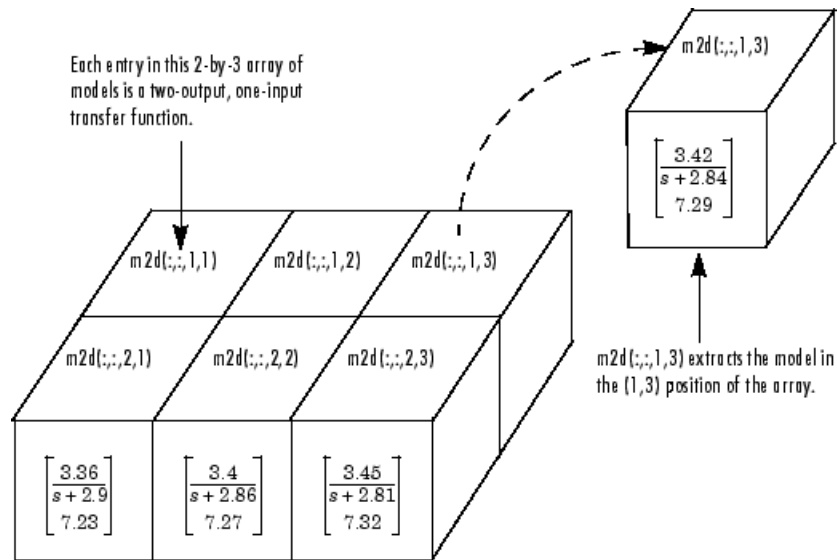 Each entry in this 2-by-3 array of
models is a two-output, one-input
transfer function.
m2d(:,:,1,3)
3.42
s + 2.84
7.29
m2d(:,:,1,1)
m2d(:,:,1,2)
m2d(:,:,1,3)
m2d(:,:,2,1)
m2d(:,:,2,2)
m2d(:,:,2,3)
m2d(:,:,1,3) extracts the model in
the (1,3) position of the array.
3.36
s + 2.9
7.23
3.4
s + 2.86
7.27
3.45
s + 2.81
7.32